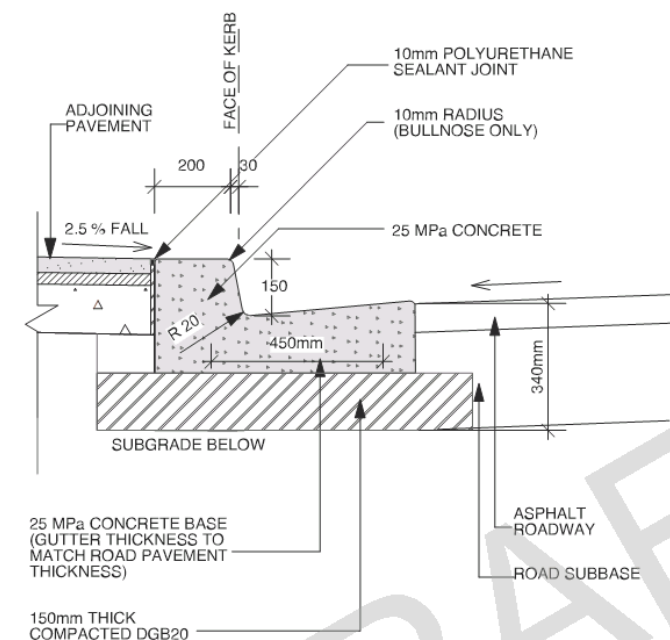 FACE OF KERB
10mm POLYURETHANE
SEALANT JOINT
ADJOINING
PAVEMENT
10mm RADIUS
(BULLNOSE ONLY)
200
30
2.5 % FALL
25 MPa CONCRETE
150
R 20
450mm
340mm
SUBGRADE BELOW
25 MPa CONCRETE BASE
(GUTTER THICKNESS TO
MATCH ROAD PAVEMENT
THICKNESS)
ASPHALT
ROADWAY
ROAD SUBBASE
150mm THICK
COMPACTED DGB20